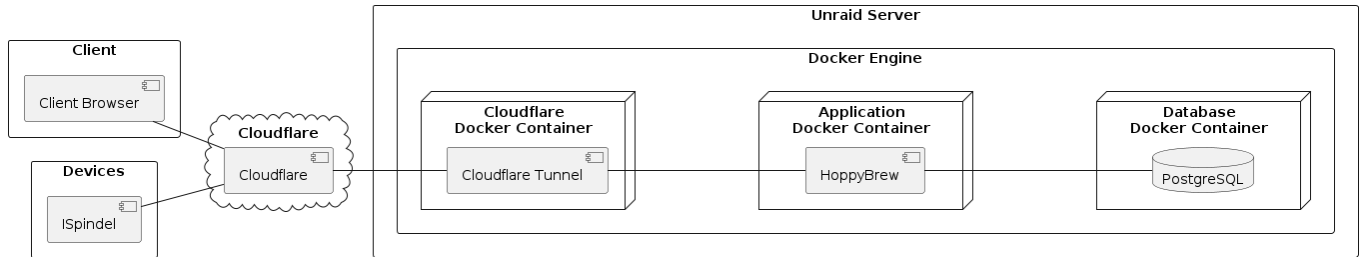 Unraid Server
Client
Docker Engine
Client Browser
Cloudflare
Docker Container
Application
Docker Container
Database
Docker Container
Cloudflare
Cloudflare
Cloudflare Tunnel
HoppyBrew
PostgreSQL
Devices
ISpindel